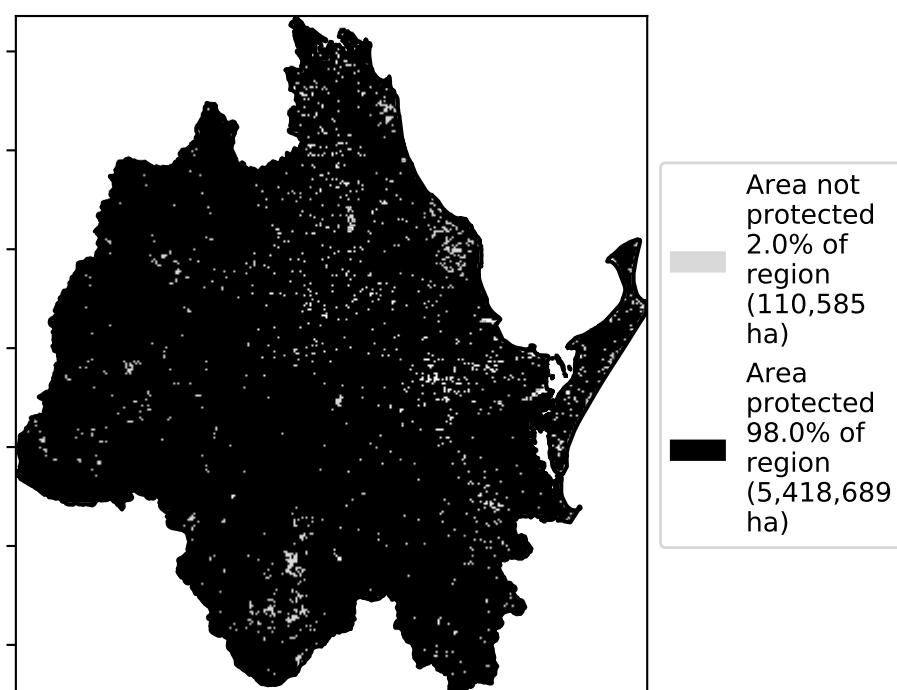 Area not
protected
2.0% of
region
(110,585
ha)
Area
protected
98.0% of
region
(5,418,689
ha)